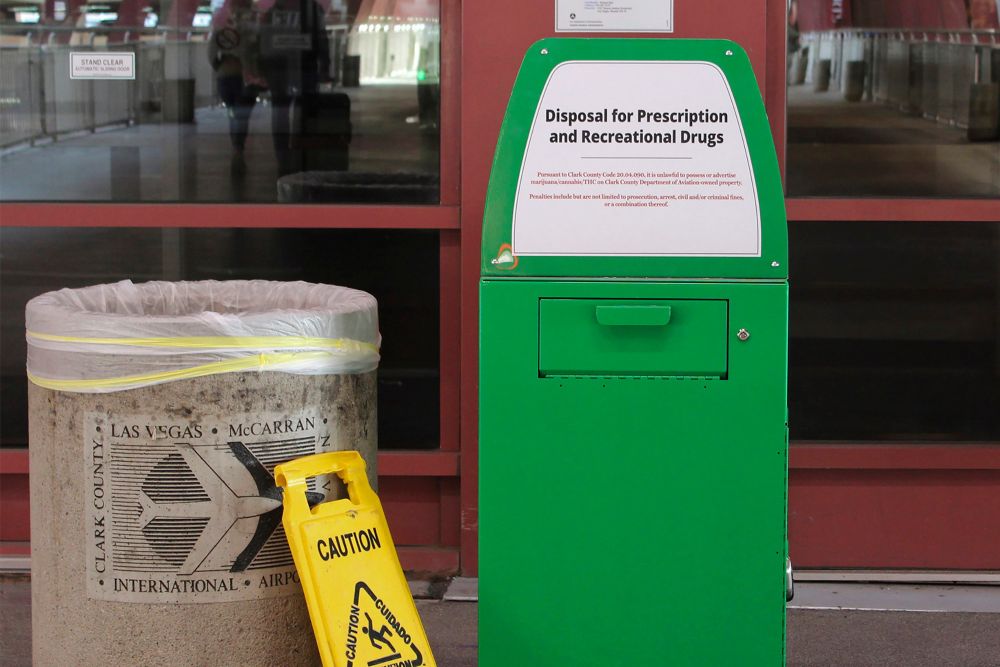 STAND CLEAR
AUTOMATIC SLIDING DOOR
Disposal for Prescription
and Recreational Drugs
Pursuant to Clark County Code 20.04.090, it is unlawful to possess or advertise
marijuana/cannabis/THC on Clark County Department of Aviation-owned property.
Penalties include but are not limited to prosecution, arrest, civil and/or criminal fines,
or a combination thereof.
LAS VEGAS • McCARRAN
CLARK COUNTY
INTERNATIONAL • AIRPO
CAUTION
CAUTION
CUIDADO